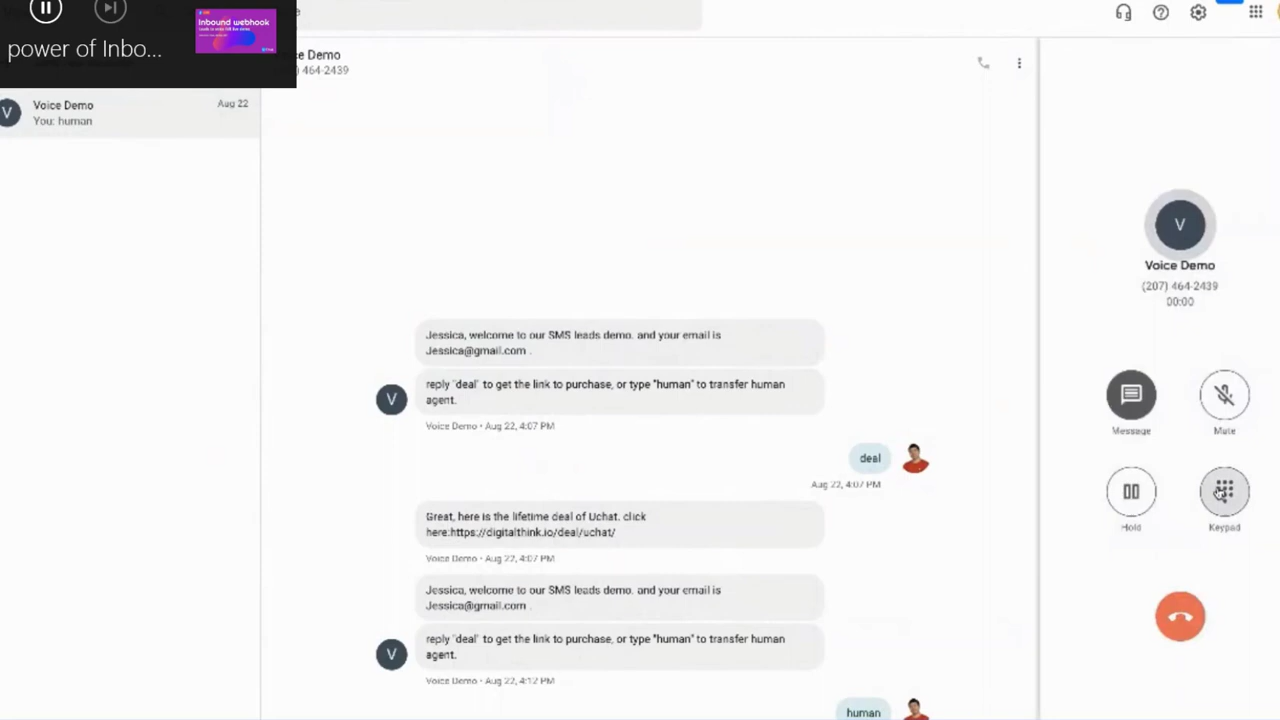 power of Inbo...
Inbound webhook
ce Demo
) 464-2439
V
Voice Demo
Aug 22
You: human
Jessica, welcome to our SMS leads demo. and your email is
Jessica@gmail.com .
reply "deal" to get the link to purchase, or type "human" to transfer human
agent.
V
Voice Demo • Aug 22, 4:07 PM
deal
Aug 22, 4:07 PM
Great, here is the lifetime deal of Uchat. click
here:https://digitalthink.io/deal/uchat/
Voice Demo • Aug 22, 4:07 PM
Jessica, welcome to our SMS leads demo. and your email is
Jessica@gmail.com .
reply "deal" to get the link to purchase, or type "human" to transfer human
agent.
V
Voice Demo • Aug 22, 4:12 PM
human
V
Voice Demo
(207) 464-2439
00:00
Message
Mute
Hold
Keypad